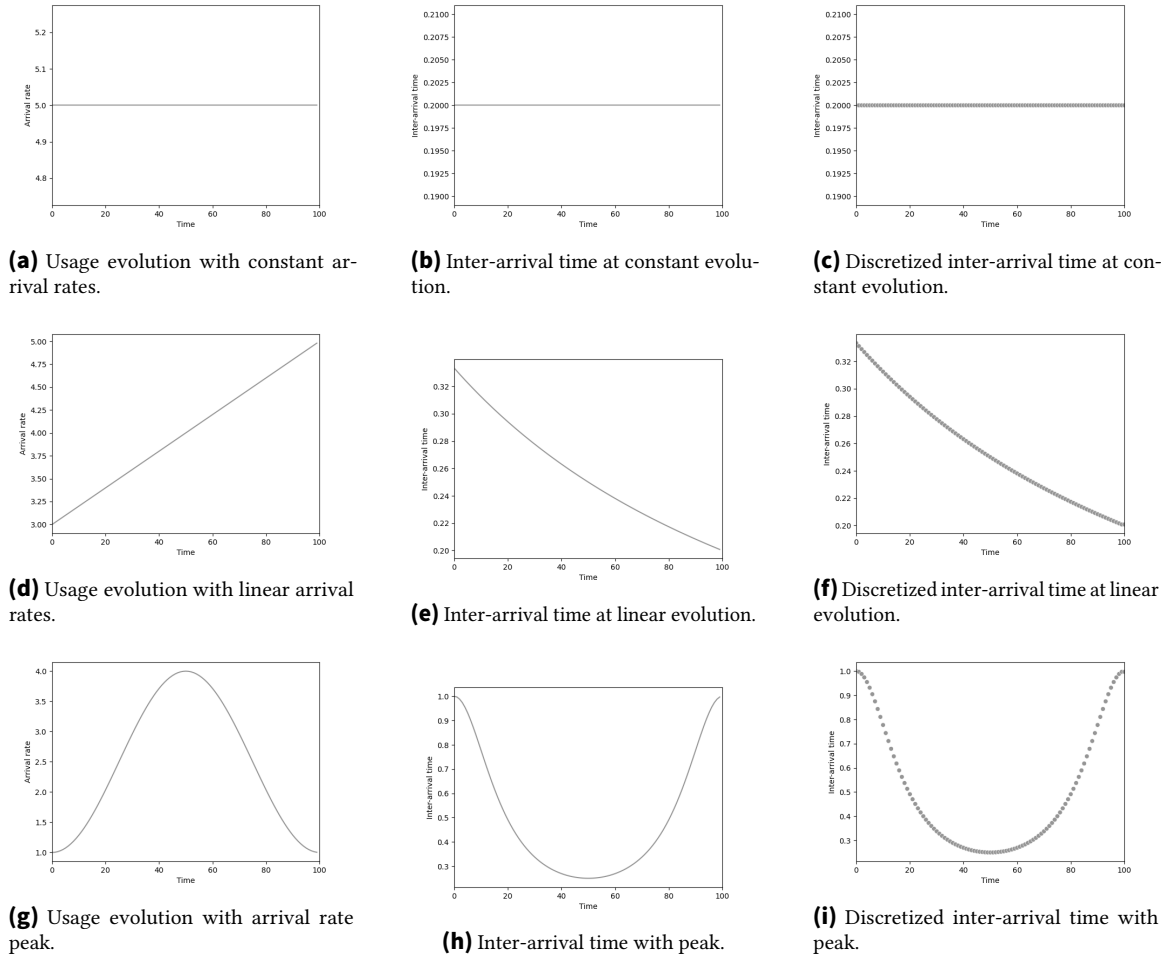 5.2
5.1
5.0
4.9
4.8
Arrival rate
0 20 40 60 80 100
Time
0.2100
0.2075
0.2050
0.2025
0.2000
0.1975
0.1950
0.1925
0.1900
Inter-arrival time
0 20 40 60 80 100
Time
0.2100
0.2075
0.2050
0.2025
0.2000
0.1975
0.1950
0.1925
0.1900
Inter-arrival time
0 20 40 60 80 100
Time
(a) Usage evolution with constant ar-
rival rates.
(b) Inter-arrival time at constant evolu-
tion.
(c) Discretized inter-arrival time at con-
stant evolution.
5.00
4.75
4.50
4.25
4.00
3.75
3.50
3.25
3.00
Arrival rate
0 20 40 60 80 100
Time
0.32
0.30
0.28
0.26
0.24
0.22
0.20
Inter-arrival time
0 20 40 60 80 100
Time
0.32
0.30
0.28
0.26
0.24
0.22
0.20
Inter-arrival time
0 20 40 60 80 100
Time
(d) Usage evolution with linear arrival
rates.
(e) Inter-arrival time at linear evolution.
(f) Discretized inter-arrival time at linear
evolution.
4.0
3.5
3.0
2.5
2.0
1.5
1.0
Arrival rate
0 20 40 60 80 100
Time
1.0
0.9
0.8
0.7
0.6
0.5
0.4
0.3
Inter-arrival time
0 20 40 60 80 100
Time
1.0
0.9
0.8
0.7
0.6
0.5
0.4
0.3
Inter-arrival time
0 20 40 60 80 100
Time
(g) Usage evolution with arrival rate
peak.
(h) Inter-arrival time with peak.
(i) Discretized inter-arrival time with
peak.